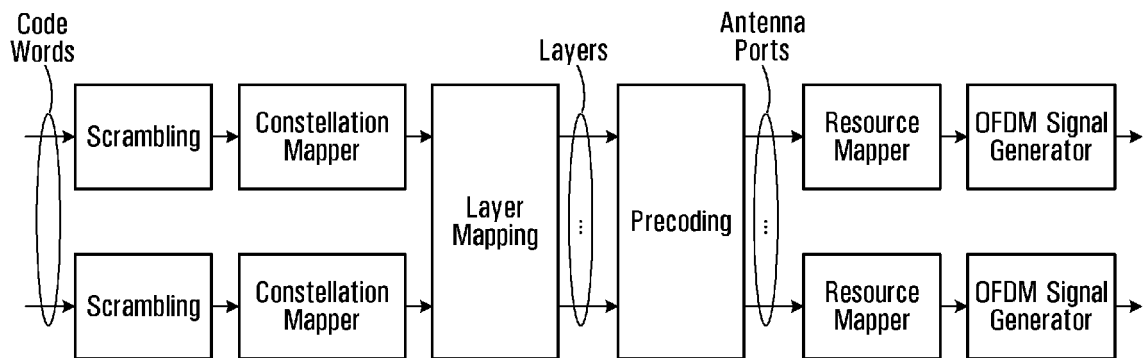 Code
Words
Layers
Antenna
Ports
Scrambling
Constellation
Mapper
Layer
Mapping
...
Precoding
...
Resource
Mapper
OFDM Signal
Generator
Scrambling
Constellation
Mapper
Resource
Mapper
OFDM Signal
Generator